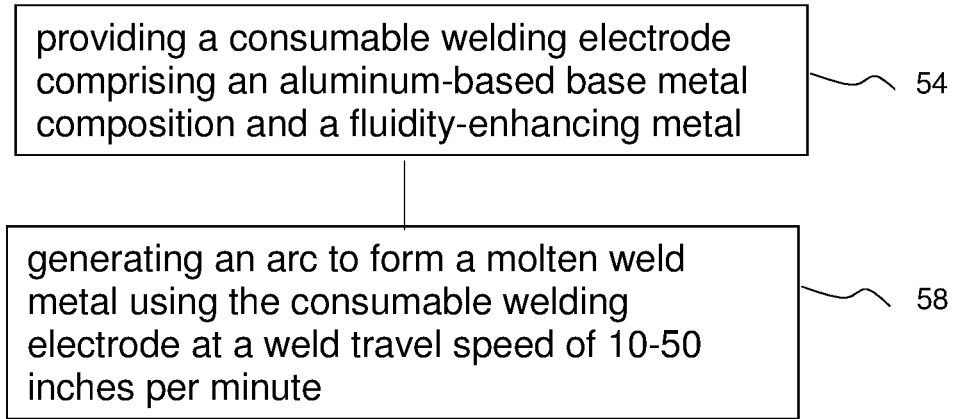 providing a consumable welding electrode
comprising an aluminum-based base metal
composition and a fluidity-enhancing metal
54
generating an arc to form a molten weld
metal using the consumable welding
electrode at a weld travel speed of 10-50
inches per minute
58